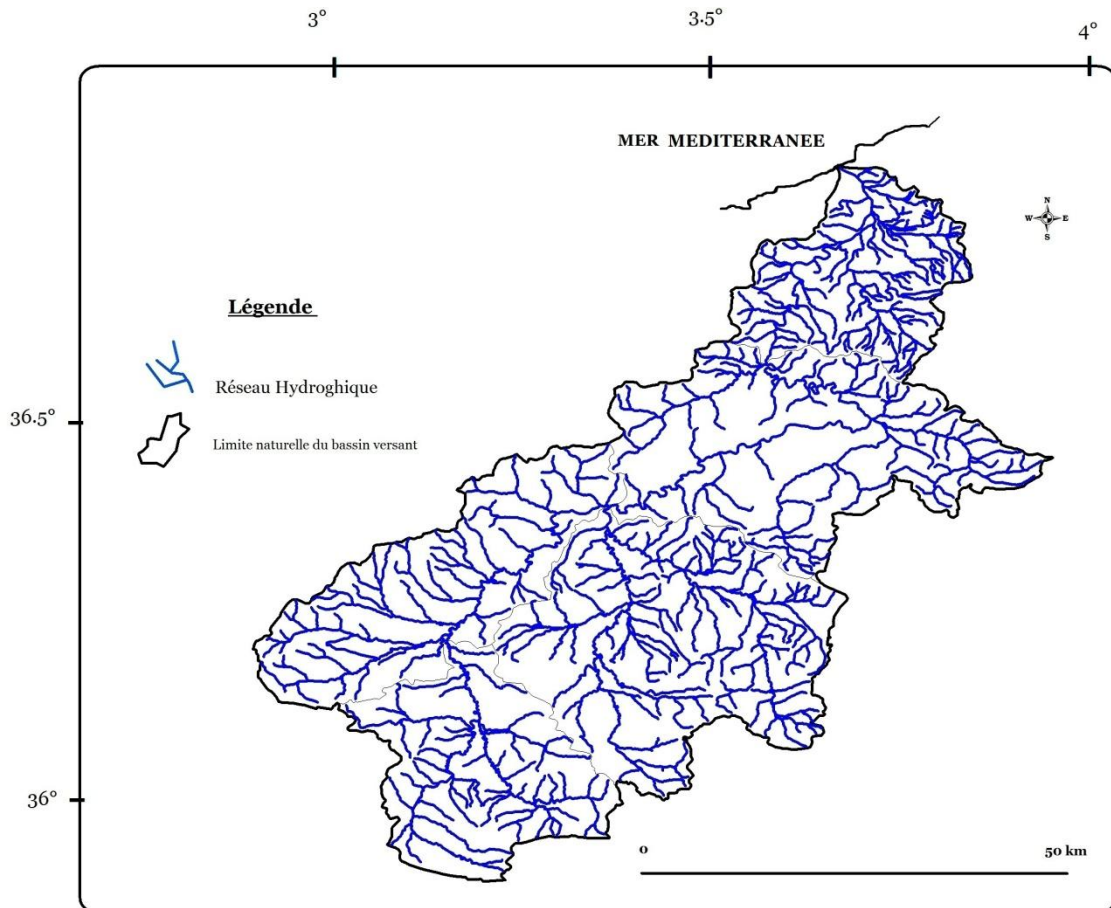 3°
3.5°
4°
MER MEDITERRANEE
N
W E
S
Légende
Réseau Hydroghique
36.5°
Limite naturelle du bassin versant
36°
0
50 km